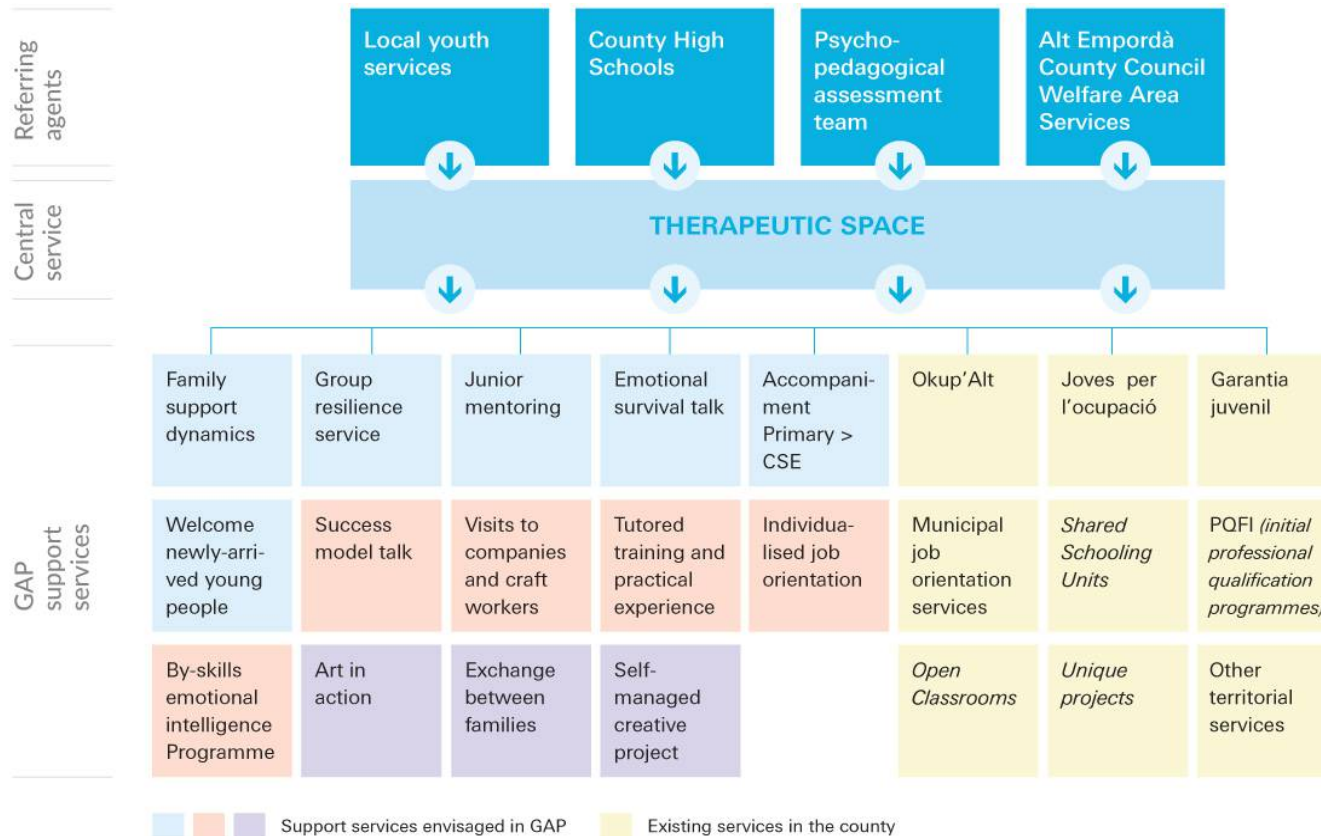 Referring
agents
Local youth
services
County High
Schools
Psycho-
pedagogical
assessment
team
Alt Empordà
County Council
Welfare Area
Services
Central
service
THERAPEUTIC SPACE
GAP
support
services
Family
support
dynamics
Group
resilience
service
Junior
mentoring
Emotional
survival talk
Accompani-
ment
Primary >
CSE
Okup'Alt
Joves per
l'ocupació
Garantia
juvenil
Welcome
newly-arri-
ved young
people
Success
model talk
Visits to
companies
and craft
workers
Tutored
training and
practical
experience
Individua-
lised job
orientation
Municipal
job
orientation
services
Shared
Schooling
Units
PQFI (initial
professional
qualification
programmes)
By-skills
emotional
intelligence
Programme
Art in
action
Exchange
between
families
Self-
managed
creative
project
Open
Classrooms
Unique
projects
Other
territorial
services
Support services envisaged in GAP
Existing services in the county